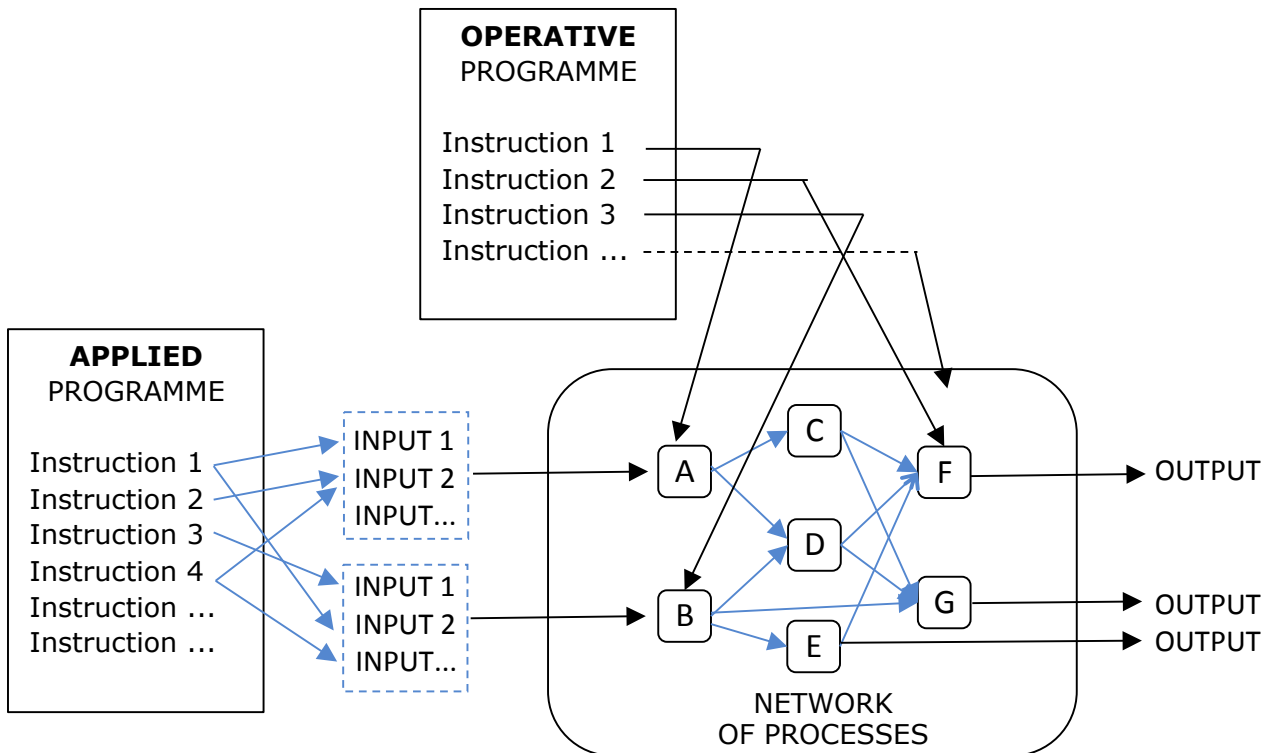 OPERATIVE
PROGRAMME
Instruction 1
Instruction 2
Instruction 3
Instruction ...
APPLIED
PROGRAMME
Instruction 1
Instruction 2
Instruction 3
Instruction 4
Instruction ...
Instruction ...
INPUT 1
INPUT 2
INPUT...
INPUT 1
INPUT 2
INPUT...
A
B
C
D
E
F
G
NETWORK
OF PROCESSES
OUTPUT
OUTPUT
OUTPUT